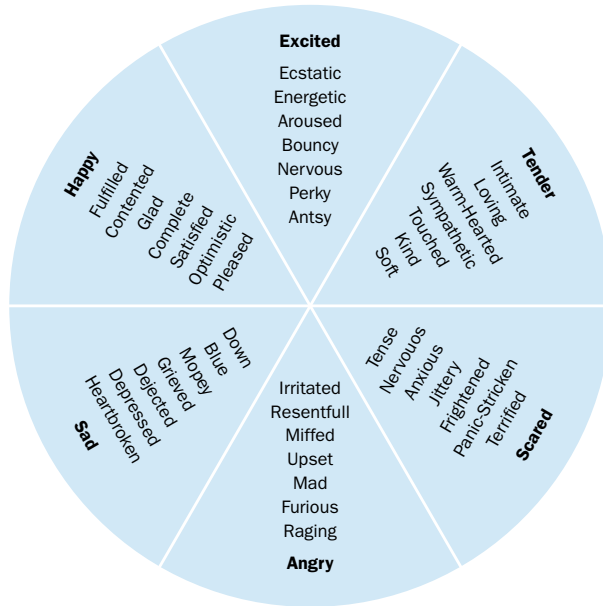 Excited
Ecstatic
Energetic
Aroused
Bouncy
Nervous
Perky
Antsy
Tender
Intimate
Loving
Warm-Hearted
Sympathetic
Touched
Kind
Soft
Scared
Terrified
Panic-Stricken
Frightened
Jittery
Anxious
Nervouos
Tense
Irritated
Resentfull
Miffed
Upset
Mad
Furious
Raging
Angry
Down
Blue
Mopey
Grieved
Dejected
Depressed
Heartbroken
Sad
Happy
Fulfilled
Contented
Glad
Complete
Satisfied
Optimistic
Pleased